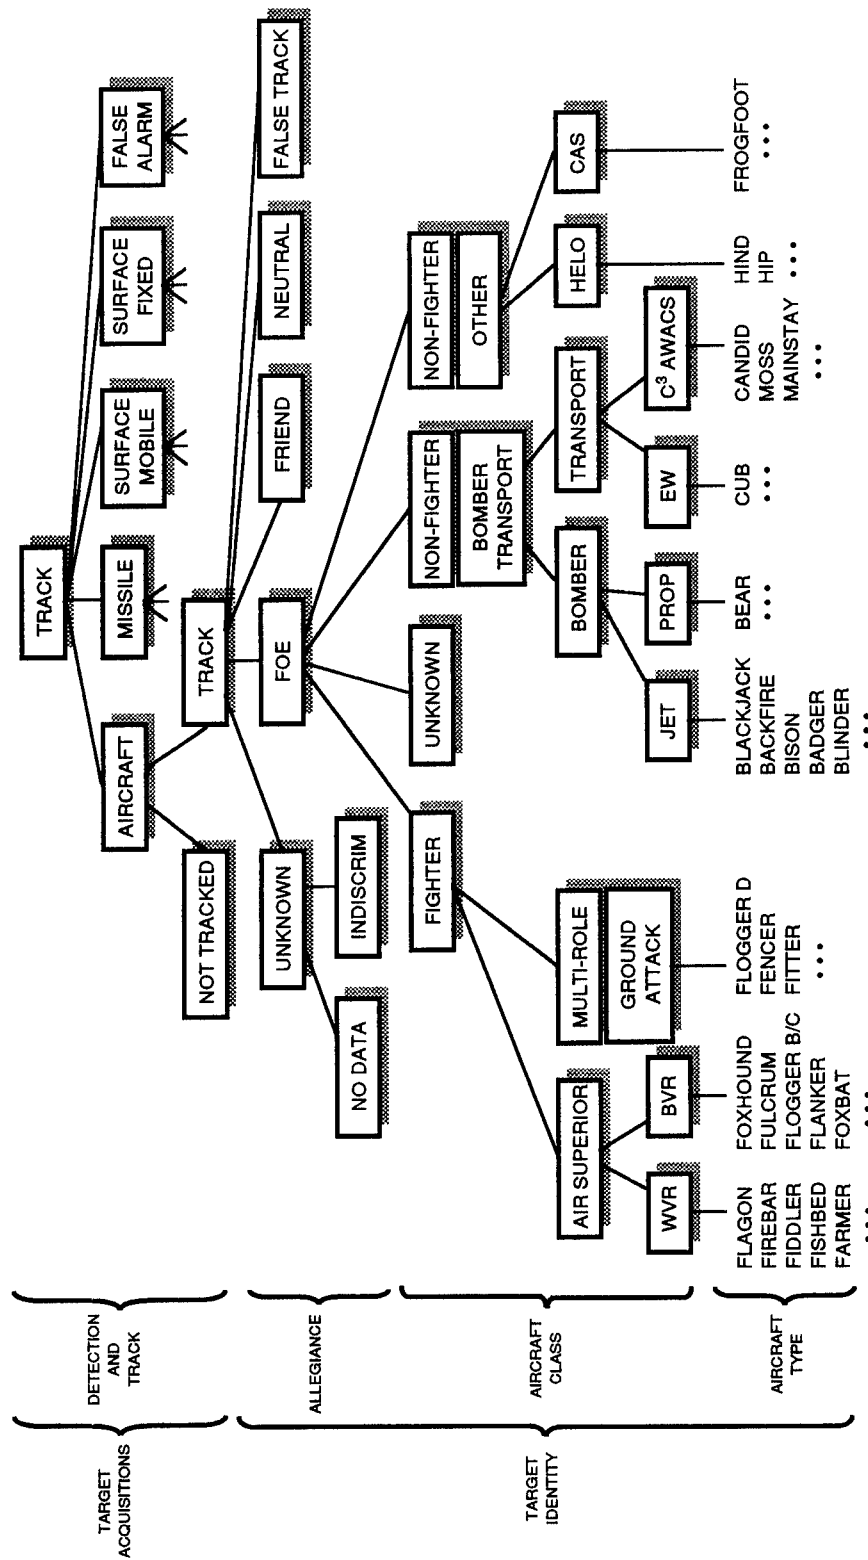 TARGET
ACQUISITIONS
DETECTION
AND
TRACK
TRACK
AIRCRAFT
MISSILE
SURFACE
MOBILE
SURFACE
FIXED
FALSE
ALARM
NOT TRACKED
TRACK
TARGET
IDENTITY
ALLEGIANCE
UNKNOWN
FOE
FRIEND
NEUTRAL
FALSE TRACK
NO DATA
INDISCRIM
AIRCRAFT
CLASS
FIGHTER
UNKNOWN
NON-FIGHTER
BOMBER
TRANSPORT
NON-FIGHTER
OTHER
AIR SUPERIOR
MULTI-ROLE
GROUND
ATTACK
BOMBER
TRANSPORT
HELO
CAS
WVR
BVR
JET
PROP
EW
C³ AWACS
AIRCRAFT
TYPE
FLAGON
FIREBAR
FIDDLER
FISHBED
FARMER
•••
FOXHOUND
FULCRUM
FLOGGER B/C
FLANKER
FOXBAT
•••
FLOGGER D
FENCER
FITTER
•••
BLACKJACK
BACKFIRE
BISON
BADGER
BLINDER
•••
BEAR
•••
CUB
•••
CANDID
MOSS
MAINSTAY
•••
HIND
HIP
•••
FROGFOOT
•••